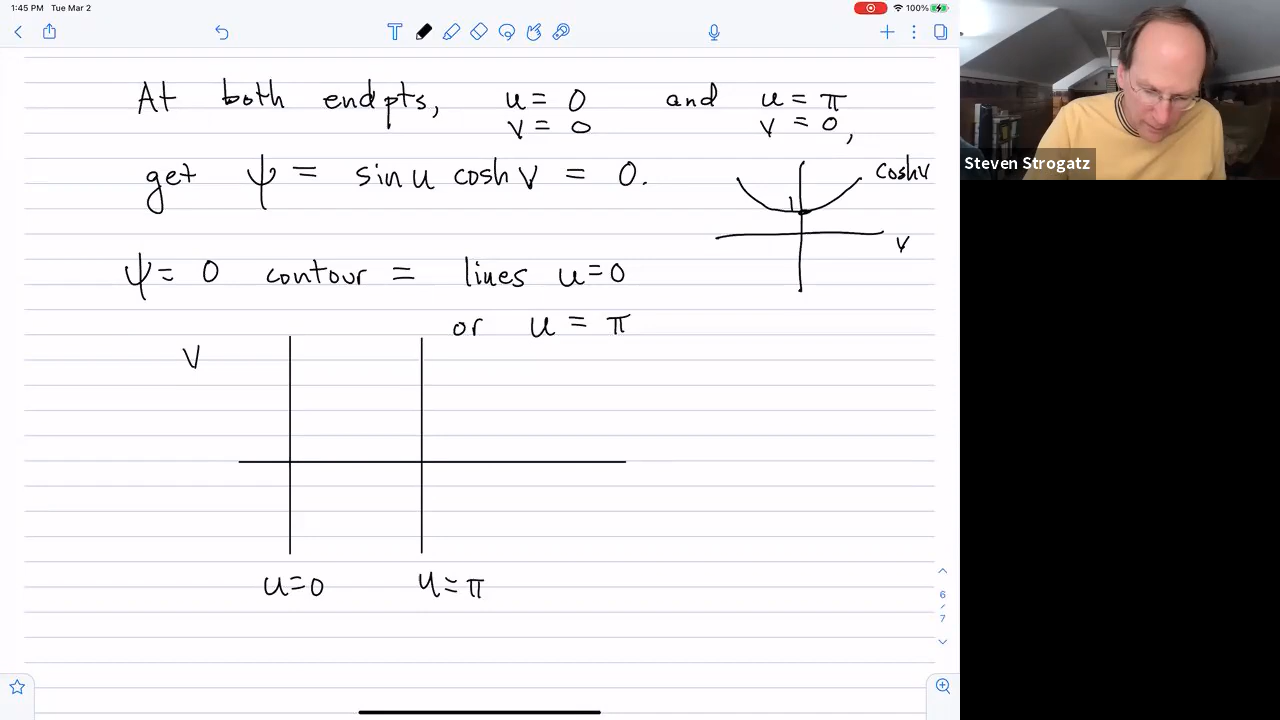 1:45 PM Tue Mar 2
100%
At both endpts, u = 0 and u = π
v = 0 v = 0,
get ψ = sin u cosh v = 0.
cosh v
1
v
ψ = 0 contour = lines u = 0
or u = π
v
u = 0 u = π
6
/
7
Steven Strogatz